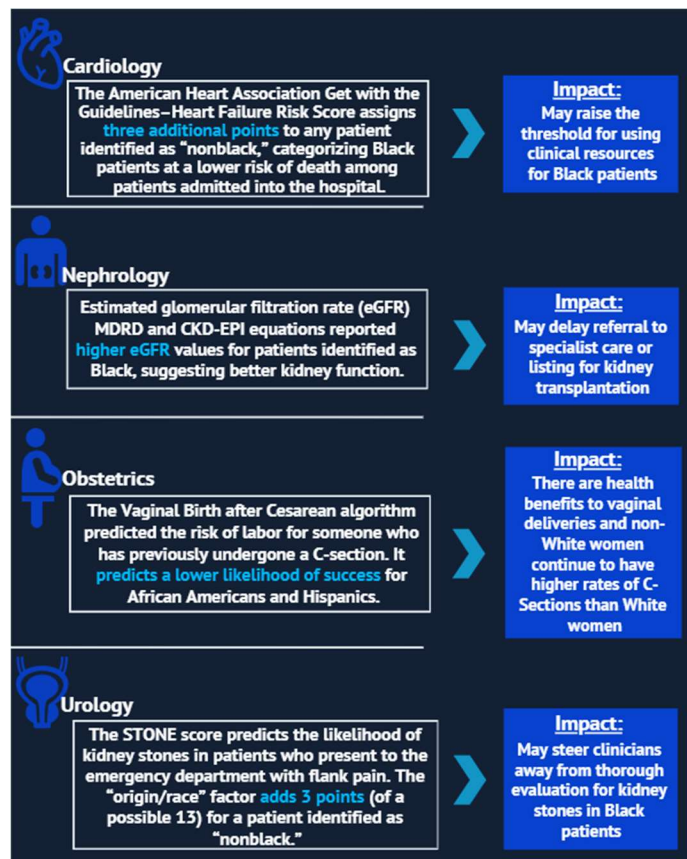 Cardiology
The American Heart Association Get with the
Guidelines–Heart Failure Risk Score assigns
three additional points to any patient
identified as “nonblack,” categorizing Black
patients at a lower risk of death among
patients admitted into the hospital.
Impact:
May raise the
threshold for using
clinical resources
for Black patients
Nephrology
Estimated glomerular filtration rate (eGFR)
MDRD and CKD-EPI equations reported
higher eGFR values for patients identified as
Black, suggesting better kidney function.
Impact:
May delay referral to
specialist care or
listing for kidney
transplantation
Obstetrics
The Vaginal Birth after Cesarean algorithm
predicted the risk of labor for someone who
has previously undergone a C-section. It
predicts a lower likelihood of success for
African Americans and Hispanics.
Impact:
There are health
benefits to vaginal
deliveries and non-
White women
continue to have
higher rates of C-
Sections than White
women
Urology
The STONE score predicts the likelihood of
kidney stones in patients who present to the
emergency department with flank pain. The
“origin/race” factor adds 3 points (of a
possible 13) for a patient identified as
“nonblack.”
Impact:
May steer clinicians
away from thorough
evaluation for kidney
stones in Black
patients